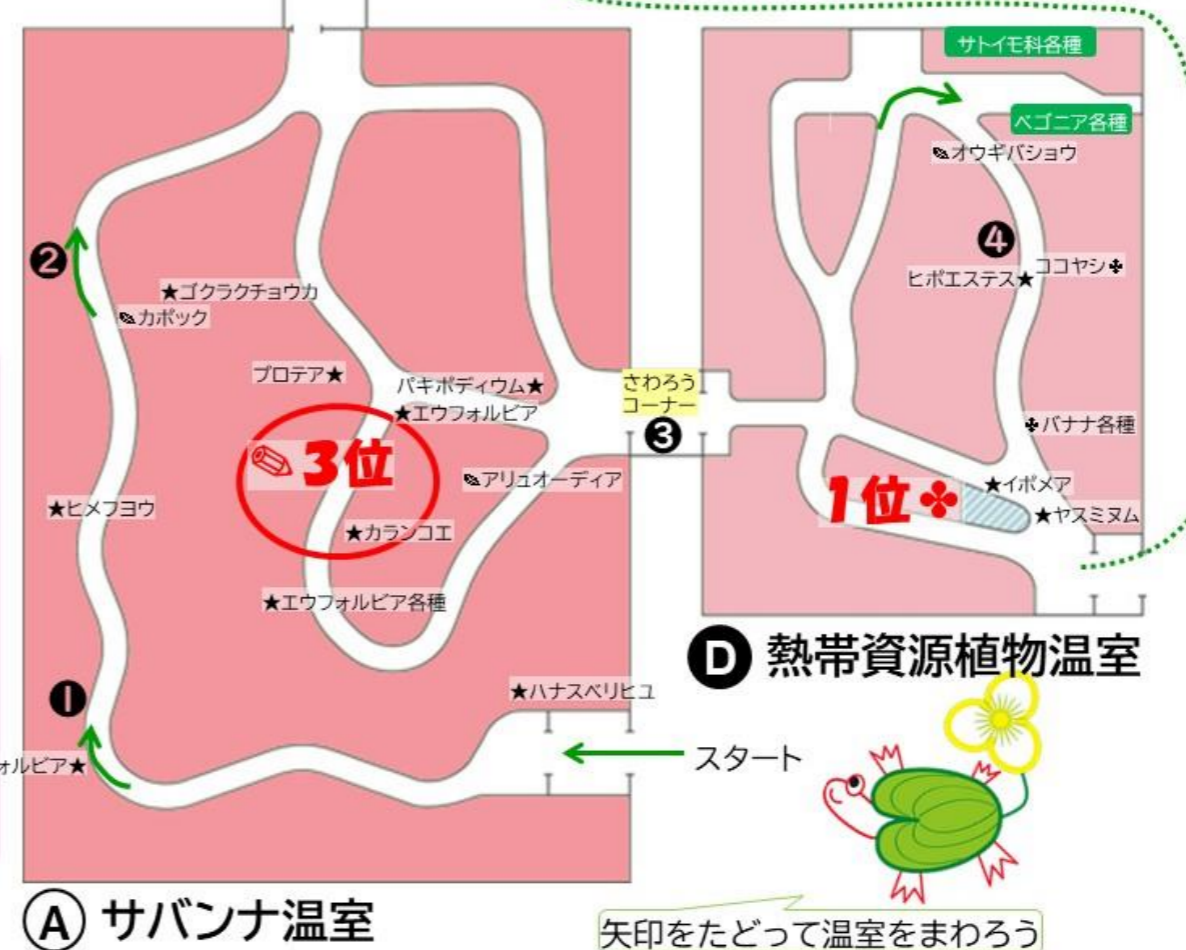 サトイモ科各種
ベゴニア各種
オウギバショウ
❹
❷
ココヤシ✤
ヒポエステス★
★ゴクラクチョウカ
カポック
プロテア★
パキポディウム★
さわろう
コーナー
❸
★エウフォルビア
✤バナナ各種
3位
アリュオーディア
1位✤
★イポメア
★ヤスミヌム
★ヒメフヨウ
★カランコエ
★エウフォルビア各種
D 熱帯資源植物温室
❶
★ハナスベリヒユ
スタート
ォルビア★
A サバンナ温室
矢印をたどって温室をまわろう